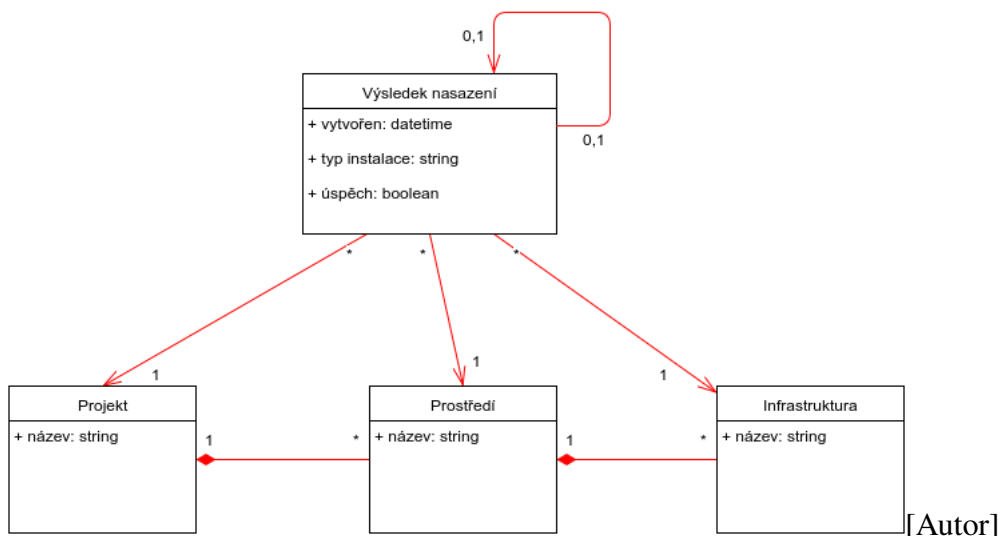 0,1
Výsledek nasazení
+ vytvořen: datetime
0,1
+ typ instalace: string
+ úspěch: boolean
* * *
1 1 1
Projekt
Prostředí
Infrastruktura
+ název: string
1 *
+ název: string
1 *
+ název: string
[Autor]